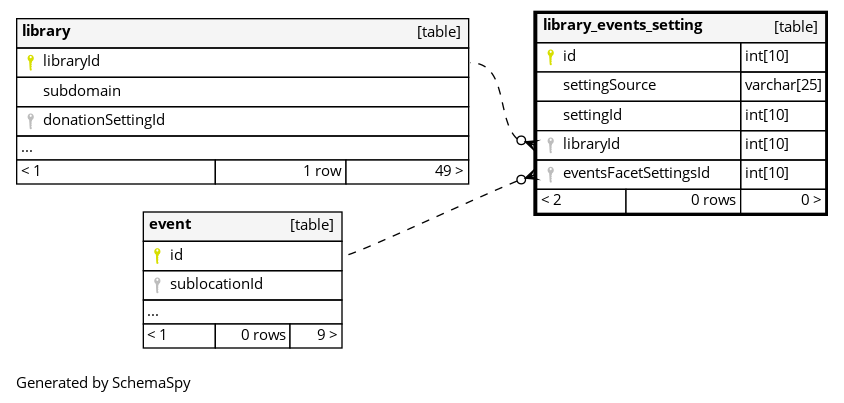 library [table]
libraryId
subdomain
donationSettingId
...
< 1 1 row 49 >
library_events_setting [table]
id int[10]
settingSource varchar[25]
settingId int[10]
libraryId int[10]
eventsFacetSettingsId int[10]
< 2 0 rows 0 >
event [table]
id
sublocationId
...
< 1 0 rows 9 >
Generated by SchemaSpy